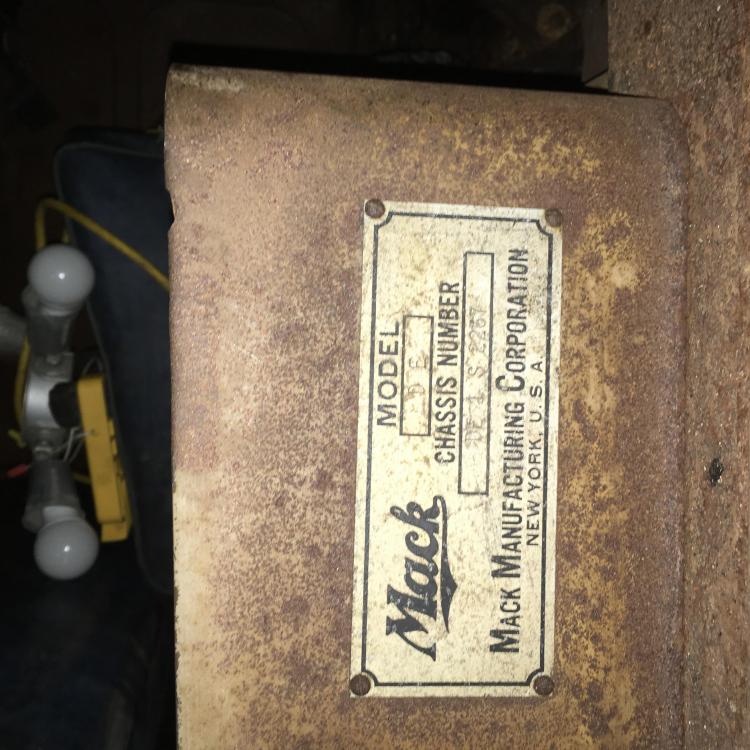 Mack
MODEL
CHASSIS NUMBER
MACK MANUFACTURING CORPORATION
NEW YORK, U. S. A.